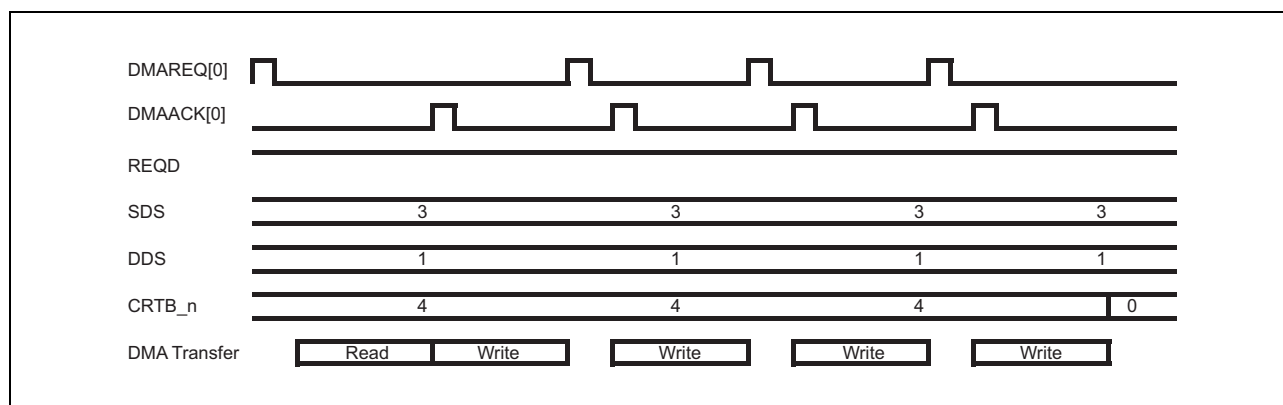 DMAREQ[0]
DMAACK[0]
REQD
SDS 3 3 3 3
DDS 1 1 1 1
CRTB_n 4 4 4 0
DMA Transfer Read Write Write Write Write